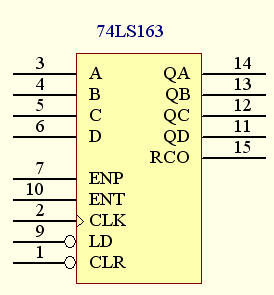 74LS163
3 A QA 14
4 B QB 13
5 C QC 12
6 D QD 11
RCO 15
7 ENP
10 ENT
2 CLK
9 LD
1 CLR